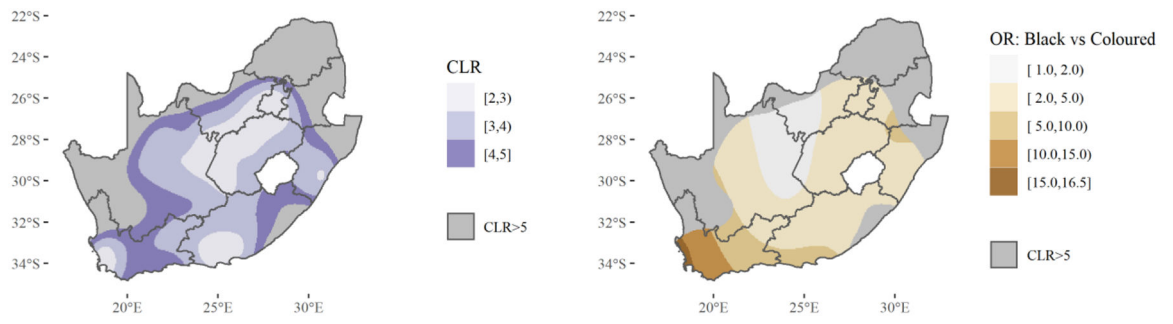 22°S
24°S
26°S
28°S
30°S
32°S
34°S
20°E
25°E
30°E
CLR
[2,3)
[3,4)
[4,5]
CLR>5
22°S
24°S
26°S
28°S
30°S
32°S
34°S
20°E
25°E
30°E
OR: Black vs Coloured
[ 1.0, 2.0)
[ 2.0, 5.0)
[ 5.0,10.0)
[10.0,15.0)
[15.0,16.5]
CLR>5